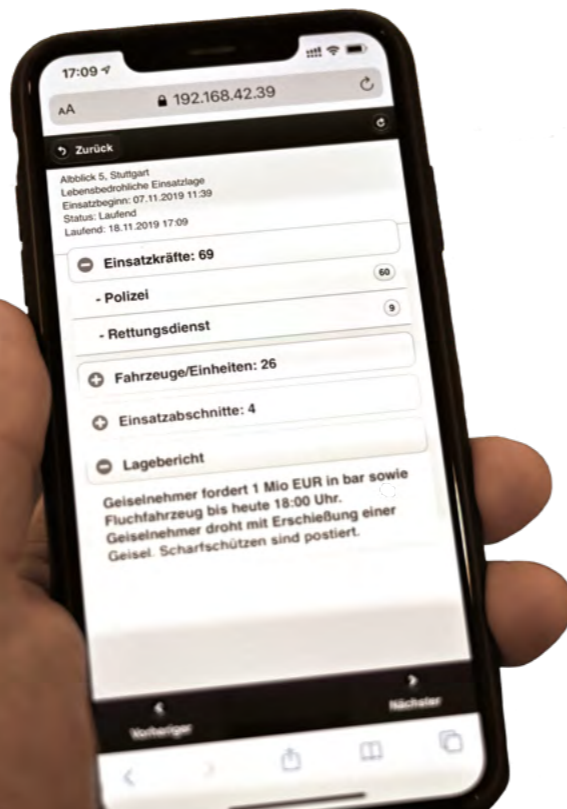 17:09
AA 192.168.42.39
Zurück
Albblick 5, Stuttgart
Lebensbedrohliche Einsatzlage
Einsatzbeginn: 07.11.2019 11:39
Status: Laufend
Laufend: 18.11.2019 17:09
Einsatzkräfte: 69
- Polizei 60
- Rettungsdienst 9
Fahrzeuge/Einheiten: 26
Einsatzabschnitte: 4
Lagebericht
Geiselnehmer fordert 1 Mio EUR in bar sowie
Fluchtfahrzeug bis heute 18:00 Uhr.
Geiselnehmer droht mit Erschießung einer
Geisel. Scharfschützen sind postiert.
Vorheriger Nächster